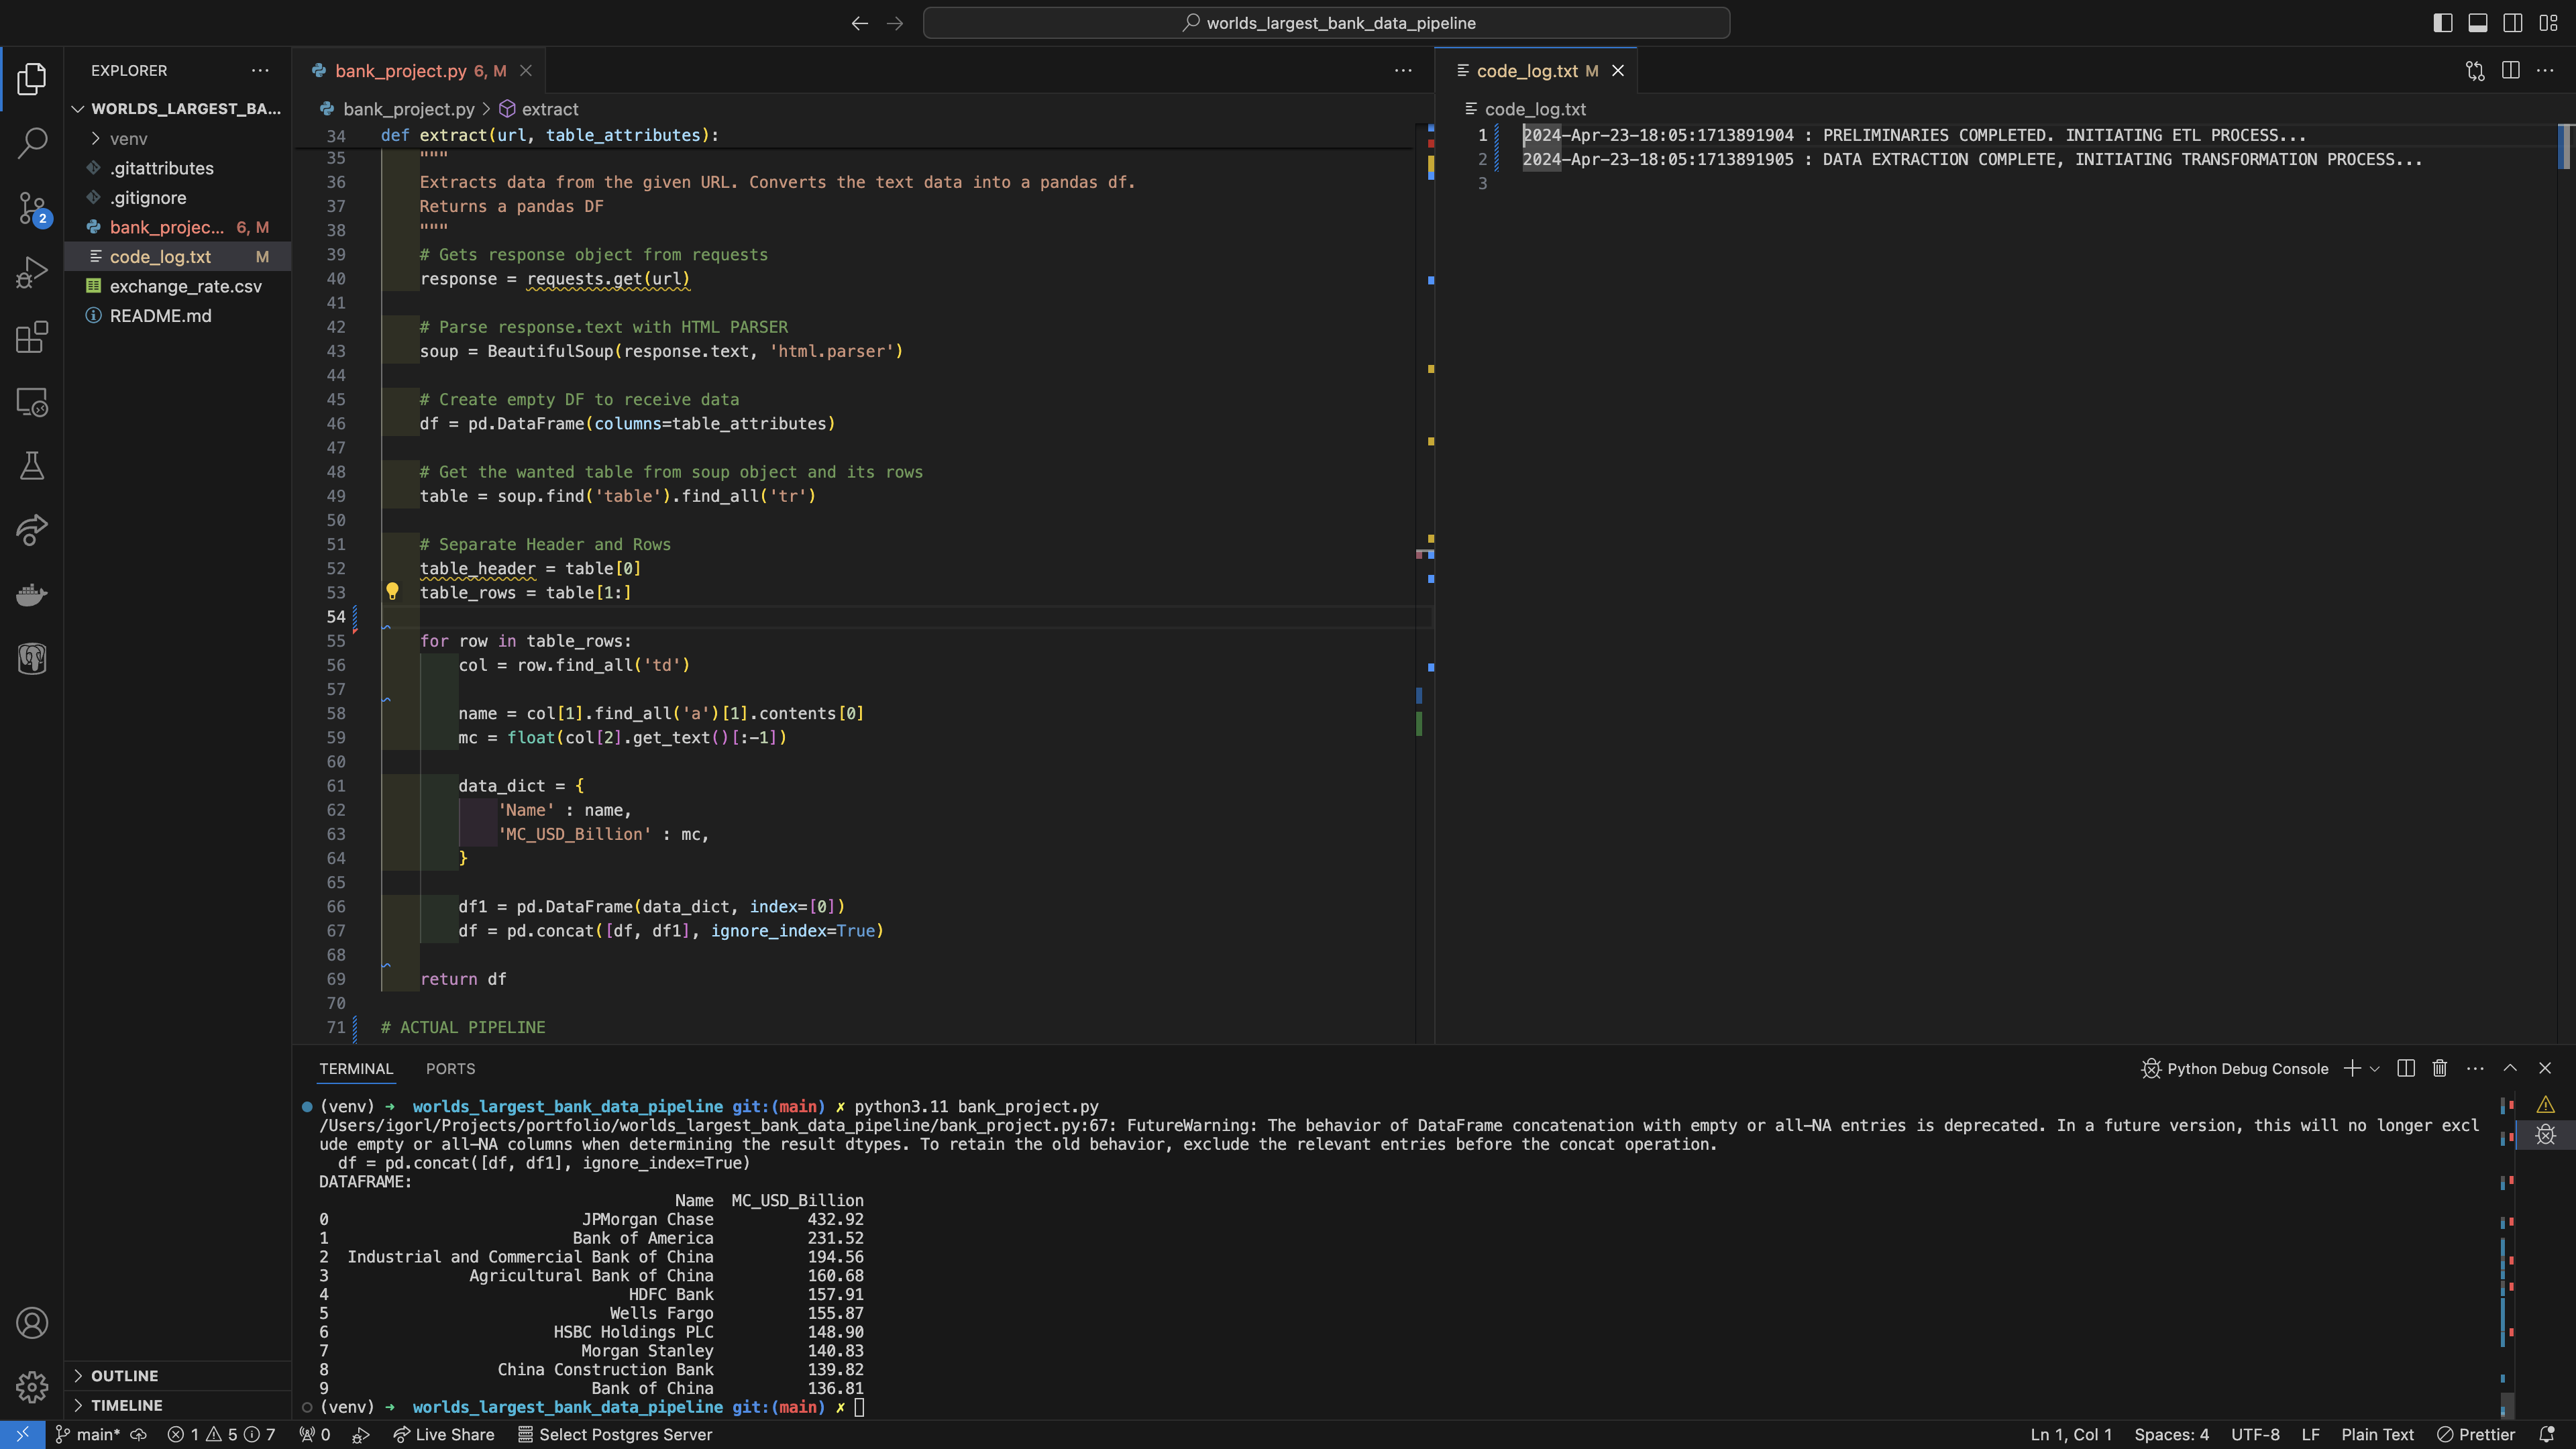 worlds_largest_bank_data_pipeline
EXPLORER
WORLDS_LARGEST_BA...
venv
.gitattributes
.gitignore
bank_projec... 6, M
code_log.txt M
exchange_rate.csv
README.md
2
OUTLINE
TIMELINE
bank_project.py 6, M
bank_project.py > extract
34 def extract(url, table_attributes):
35 """
36 Extracts data from the given URL. Converts the text data into a pandas df.
37 Returns a pandas DF
38 """
39 # Gets response object from requests
40 response = requests.get(url)
41
42 # Parse response.text with HTML PARSER
43 soup = BeautifulSoup(response.text, 'html.parser')
44
45 # Create empty DF to receive data
46 df = pd.DataFrame(columns=table_attributes)
47
48 # Get the wanted table from soup object and its rows
49 table = soup.find('table').find_all('tr')
50
51 # Separate Header and Rows
52 table_header = table[0]
53 table_rows = table[1:]
54
55 for row in table_rows:
56 col = row.find_all('td')
57
58 name = col[1].find_all('a')[1].contents[0]
59 mc = float(col[2].get_text()[:-1])
60
61 data_dict = {
62 'Name' : name,
63 'MC_USD_Billion' : mc,
64 }
65
66 df1 = pd.DataFrame(data_dict, index=[0])
67 df = pd.concat([df, df1], ignore_index=True)
68
69 return df
70
71 # ACTUAL PIPELINE
code_log.txt M
code_log.txt
1 2024-Apr-23-18:05:1713891904 : PRELIMINARIES COMPLETED. INITIATING ETL PROCESS...
2 2024-Apr-23-18:05:1713891905 : DATA EXTRACTION COMPLETE, INITIATING TRANSFORMATION PROCESS...
3
TERMINAL PORTS
Python Debug Console
(venv) ➜ worlds_largest_bank_data_pipeline git:(main) ✗ python3.11 bank_project.py
/Users/igorl/Projects/portfolio/worlds_largest_bank_data_pipeline/bank_project.py:67: FutureWarning: The behavior of DataFrame concatenation with empty or all-NA entries is deprecated. In a future version, this will no longer excl
ude empty or all-NA columns when determining the result dtypes. To retain the old behavior, exclude the relevant entries before the concat operation.
df = pd.concat([df, df1], ignore_index=True)
DATAFRAME:
Name MC_USD_Billion
0 JPMorgan Chase 432.92
1 Bank of America 231.52
2 Industrial and Commercial Bank of China 194.56
3 Agricultural Bank of China 160.68
4 HDFC Bank 157.91
5 Wells Fargo 155.87
6 HSBC Holdings PLC 148.90
7 Morgan Stanley 140.83
8 China Construction Bank 139.82
9 Bank of China 136.81
(venv) ➜ worlds_largest_bank_data_pipeline git:(main) ✗
main* 1 5 7 0 Live Share Select Postgres Server Ln 1, Col 1 Spaces: 4 UTF-8 LF Plain Text Prettier